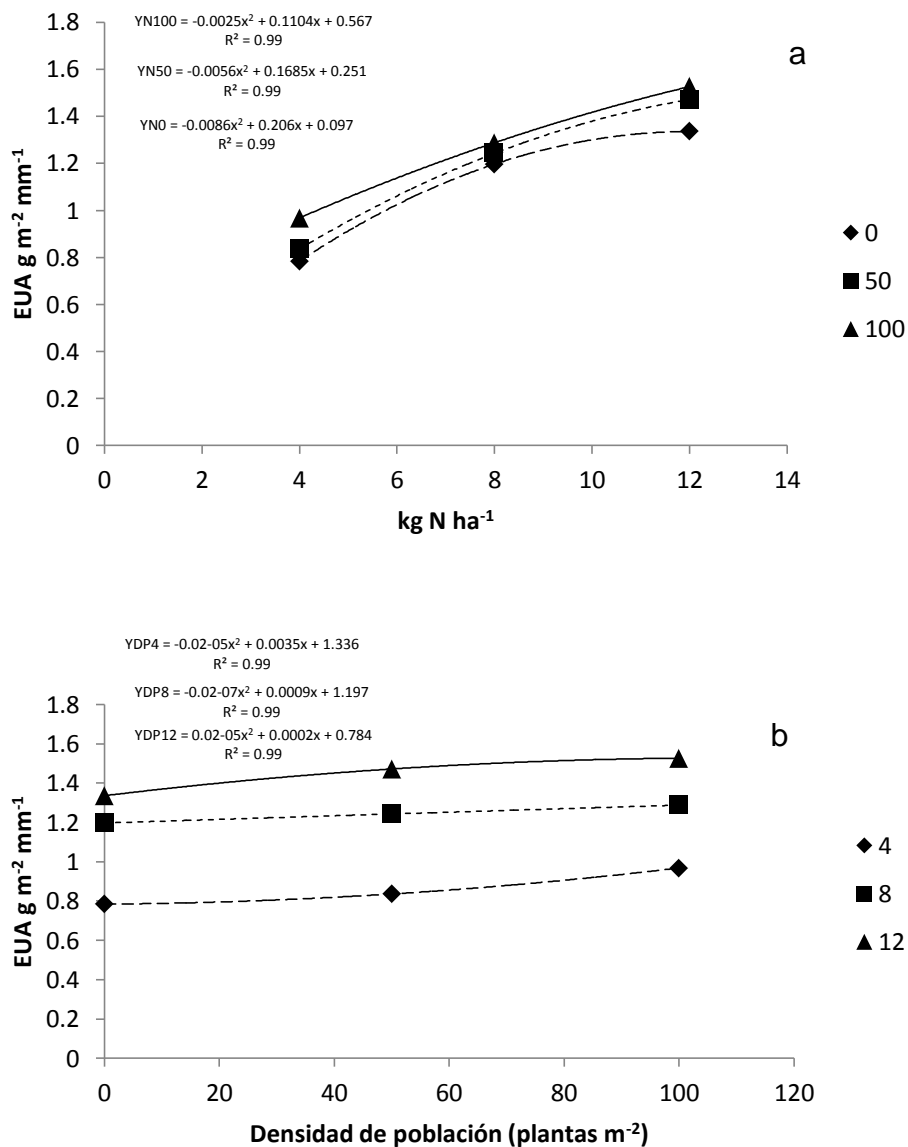 YN100 = -0.0025x² + 0.1104x + 0.567
R² = 0.99
YN50 = -0.0056x² + 0.1685x + 0.251
R² = 0.99
YN0 = -0.0086x² + 0.206x + 0.097
R² = 0.99
a
EUA g m⁻² mm⁻¹
1.8
1.6
1.4
1.2
1
0.8
0.6
0.4
0.2
0
0 2 4 6 8 10 12 14
kg N ha⁻¹
0
50
100
YDP4 = -0.02-05x² + 0.0035x + 1.336
R² = 0.99
YDP8 = -0.02-07x² + 0.0009x + 1.197
R² = 0.99
YDP12 = 0.02-05x² + 0.0002x + 0.784
R² = 0.99
b
EUA g m⁻² mm⁻¹
1.8
1.6
1.4
1.2
1
0.8
0.6
0.4
0.2
0
0 20 40 60 80 100 120
Densidad de población (plantas m⁻²)
4
8
12